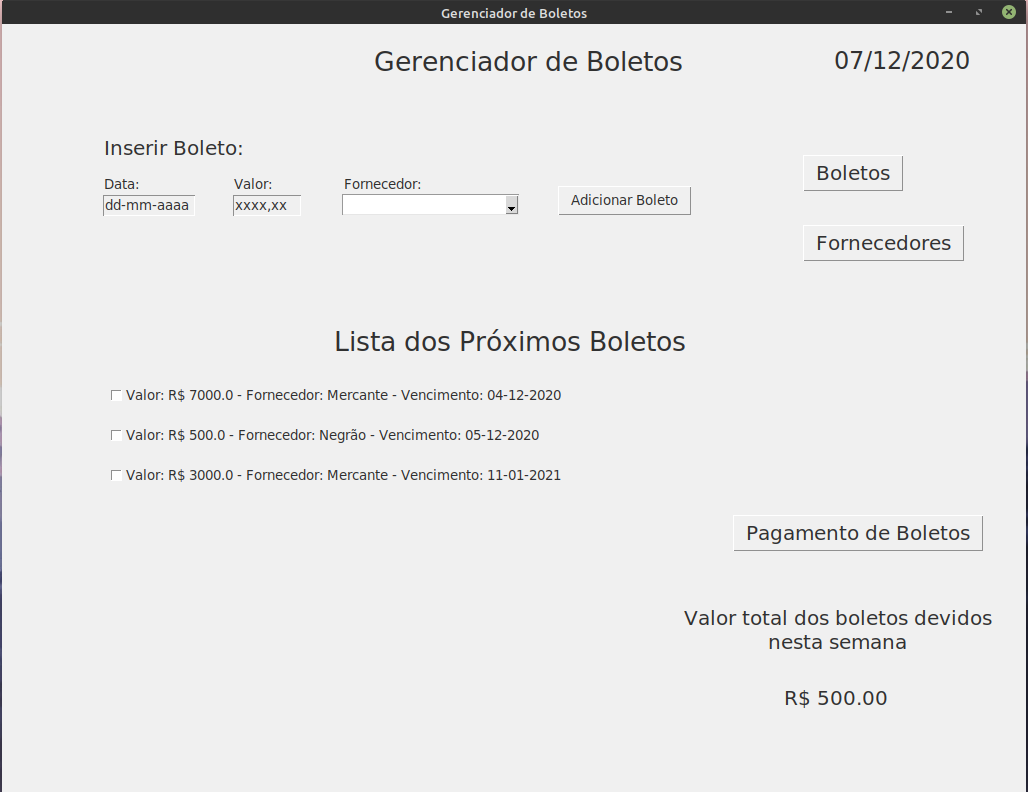 Gerenciador de Boletos
Gerenciador de Boletos
07/12/2020
Inserir Boleto:
Data:
Valor:
Fornecedor:
dd-mm-aaaa
xxxx,xx
Adicionar Boleto
Boletos
Fornecedores
Lista dos Próximos Boletos
Valor: R$ 7000.0 - Fornecedor: Mercante - Vencimento: 04-12-2020
Valor: R$ 500.0 - Fornecedor: Negrão - Vencimento: 05-12-2020
Valor: R$ 3000.0 - Fornecedor: Mercante - Vencimento: 11-01-2021
Pagamento de Boletos
Valor total dos boletos devidos
nesta semana
R$ 500.00